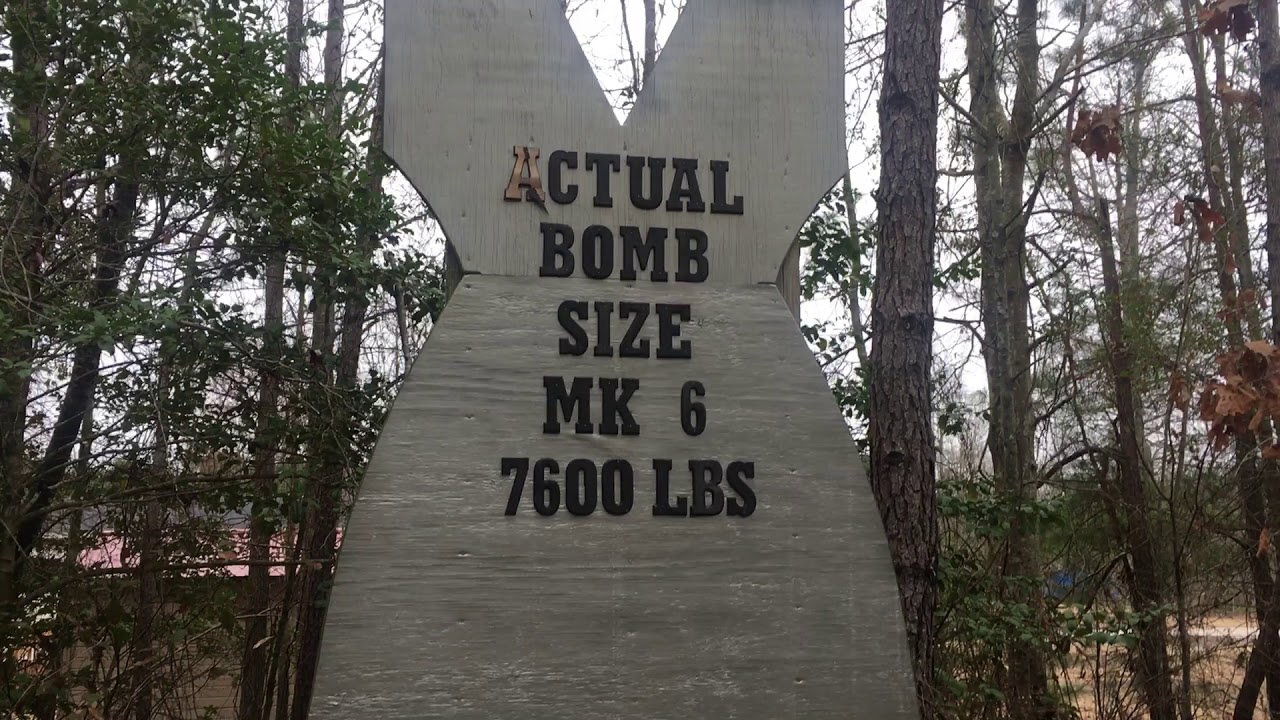 ACTUAL
BOMB
SIZE
MK 6
7600 LBS